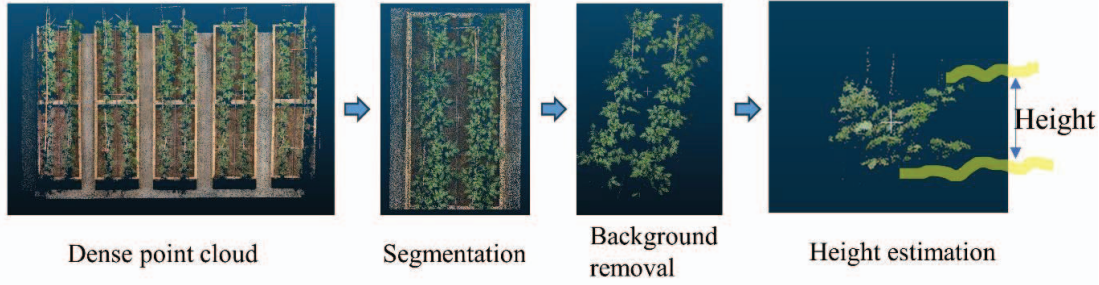 Height
Dense point cloud
Segmentation
Background
removal
Height estimation